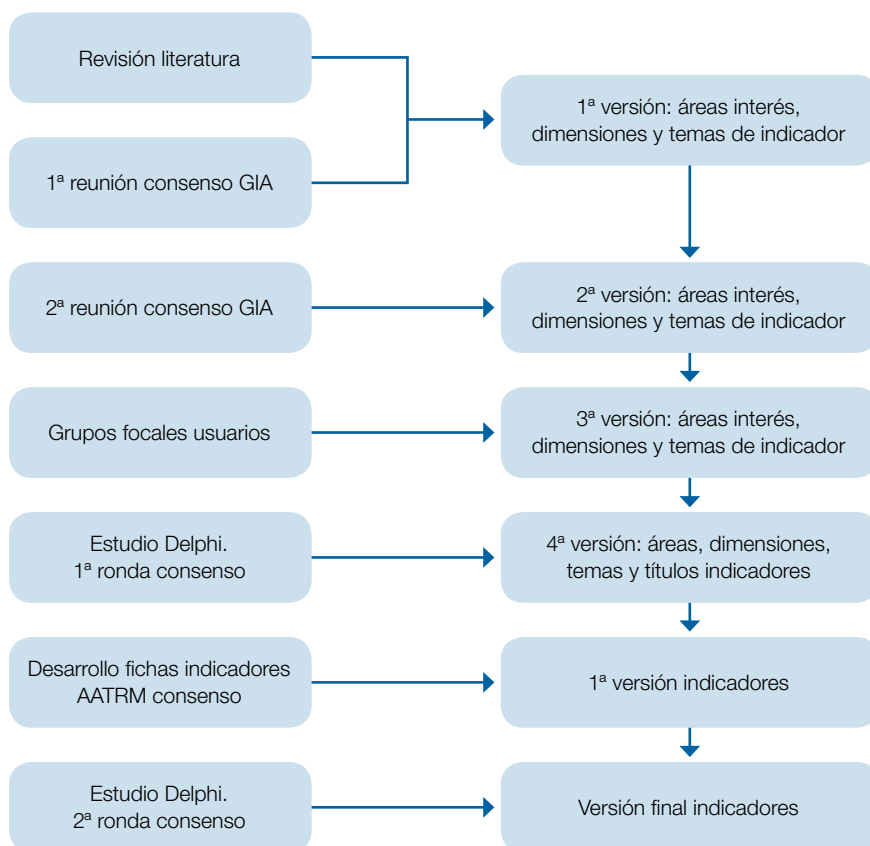 Revisión literatura
1ª reunión consenso GIA
1ª versión: áreas interés,
dimensiones y temas de indicador
2ª reunión consenso GIA
2ª versión: áreas interés,
dimensiones y temas de indicador
Grupos focales usuarios
3ª versión: áreas interés,
dimensiones y temas de indicador
Estudio Delphi.
1ª ronda consenso
4ª versión: áreas, dimensiones,
temas y títulos indicadores
Desarrollo fichas indicadores
AATRM consenso
1ª versión indicadores
Estudio Delphi.
2ª ronda consenso
Versión final indicadores